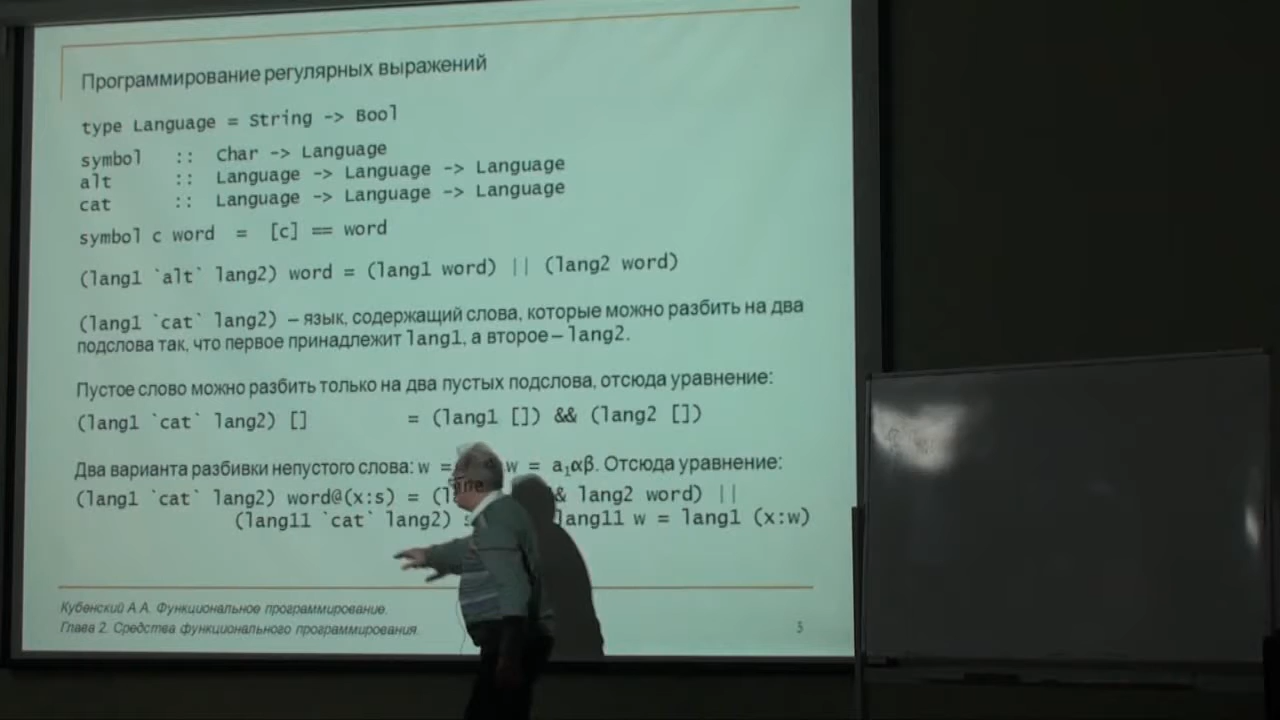 Программирование регулярных выражений
type Language = String -> Bool
symbol :: Char -> Language
alt :: Language -> Language -> Language
cat :: Language -> Language -> Language
symbol c word = [c] == word
(lang1 `alt` lang2) word = (lang1 word) || (lang2 word)
(lang1 `cat` lang2) – язык, содержащий слова, которые можно разбить на два
подслова так, что первое принадлежит lang1, а второе – lang2.
Пустое слово можно разбить только на два пустых подслова, отсюда уравнение:
(lang1 `cat` lang2) [] = (lang1 []) && (lang2 [])
Два варианта разбивки непустого слова: w = w = a₁αβ. Отсюда уравнение:
(lang1 `cat` lang2) word@(x:s) = ( lang2 word) ||
(lang11 `cat` lang2) lang11 w = lang1 (x:w)
Кубенский А.А. Функциональное программирование.
Глава 2. Средства функционального программирования.
5